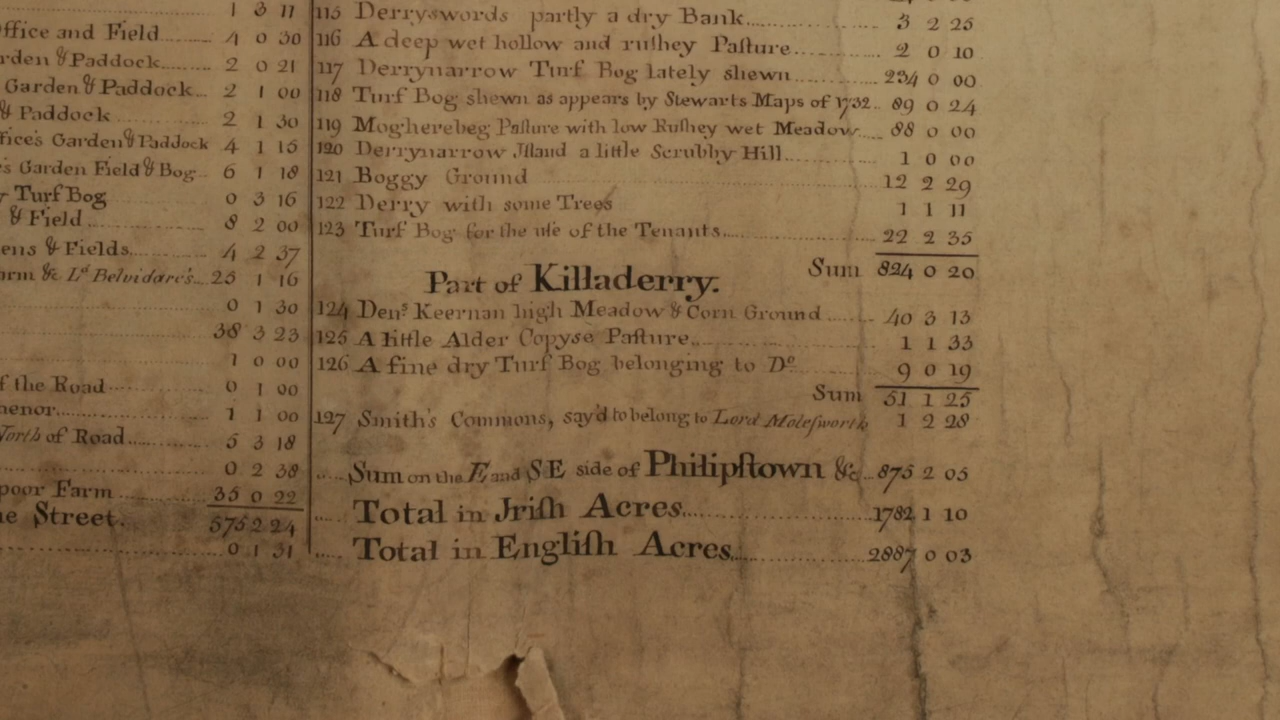 1 3 11
ffice and Field 4 0 30
rden & Paddock 2 0 21
Garden & Paddock 2 1 00
& Paddock 2 1 30
fices Garden & Paddock 4 1 15
s Garden Field & Bog 6 1 18
Turf Bog 0 3 16
& Field 8 2 00
ens & Fields 4 2 37
arm & Ld Belvidare's 25 1 16
0 1 30
38 3 23
1 0 00
f the Road 0 1 00
henor 1 1 00
North of Road 5 3 18
0 2 38
poor Farm 35 0 22
e Street. 575 2 24
0 1 31
115 Derryswords partly a dry Bank 3 2 25
116 A deep wet hollow and ruſhey Paſture 2 0 10
117 Derrynarrow Turf Bog lately shewn 234 0 00
118 Turf Bog shewn as appears by Stewarts Maps of 1732 89 0 24
119 Mogherebeg Paſture with low Ruſhey wet Meadow 88 0 00
120 Derrynarrow Iſland a little Scrubby Hill 1 0 00
121 Boggy Ground 12 2 29
122 Derry with some Trees 1 1 11
123 Turf Bog for the uſe of the Tenants 22 2 35
Sum 824 0 20
Part of Killaderry.
124 Dens Keernan high Meadow & Corn Ground 40 3 13
125 A little Alder Copyse Paſture 1 1 33
126 A fine dry Turf Bog belonging to Do 9 0 19
Sum 51 1 25
127 Smith's Commons, say'd to belong to Lord Moleſworth 1 2 28
Sum on the E and SE side of Philipſtown &c 875 2 05
Total in Iriſh Acres 1782 1 10
Total in Engliſh Acres 2887 0 03